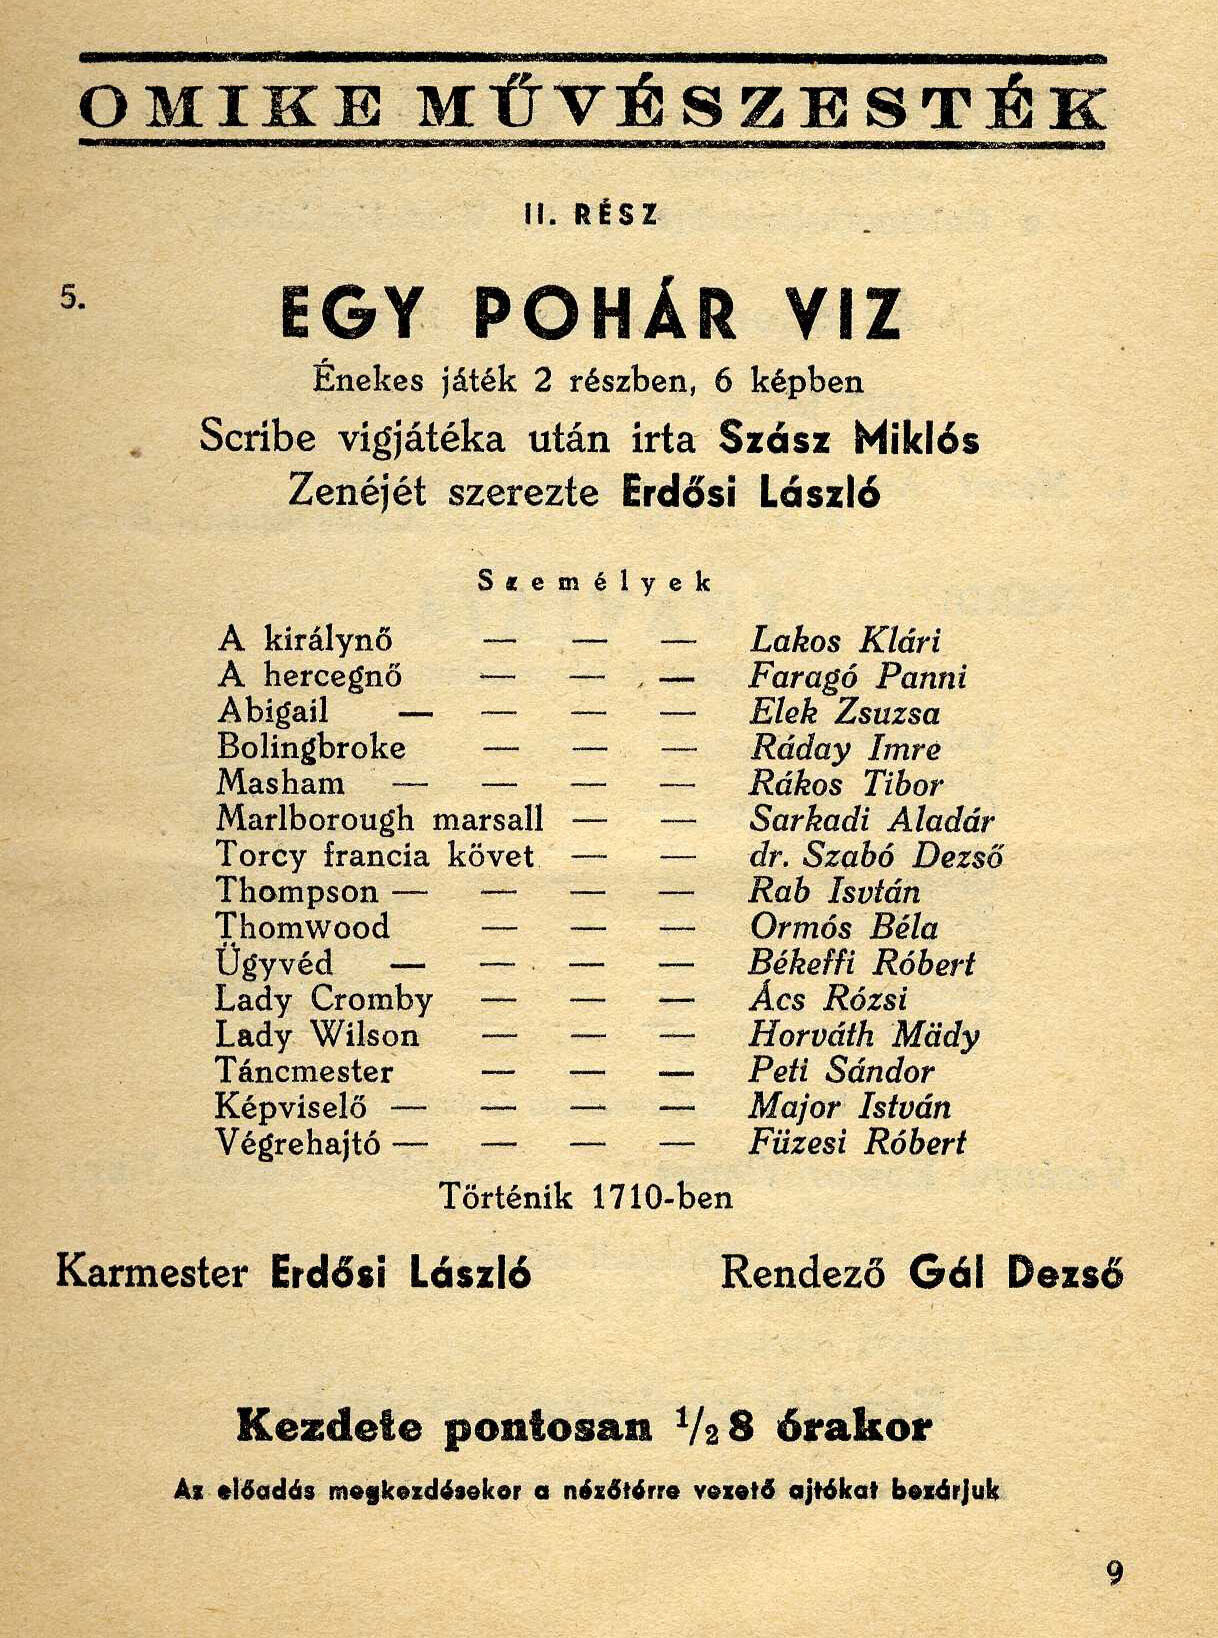 OMIKE MŰVÉSZESTÉK
II. RÉSZ
5.
EGY POHÁR VIZ
Énekes játék 2 részben, 6 képben
Scribe vigjátéka után irta Szász Miklós
Zenéjét szerezte Erdősi László
Személyek
A királynő — — — Lakos Klári
A hercegnő — — — Faragó Panni
Abigail — — — — Elek Zsuzsa
Bolingbroke — — — Ráday Imre
Masham — — — — Rákos Tibor
Marlborough marsall — — Sarkadi Aladár
Torcy francia követ — — dr. Szabó Dezső
Thompson — — — — Rab Isvtán
Thomwood — — — Ormós Béla
Ügyvéd — — — — Békeffi Róbert
Lady Cromby — — — Ács Rózsi
Lady Wilson — — — Horváth Mädy
Táncmester — — — Peti Sándor
Képviselő — — — — Major István
Végrehajtó — — — — Füzesi Róbert
Történik 1710-ben
Karmester Erdősi László Rendező Gál Dezső
Kezdete pontosan 1/2 8 órakor
Az előadás megkezdésekor a nézőtérre vezető ajtókat bezárjuk
9